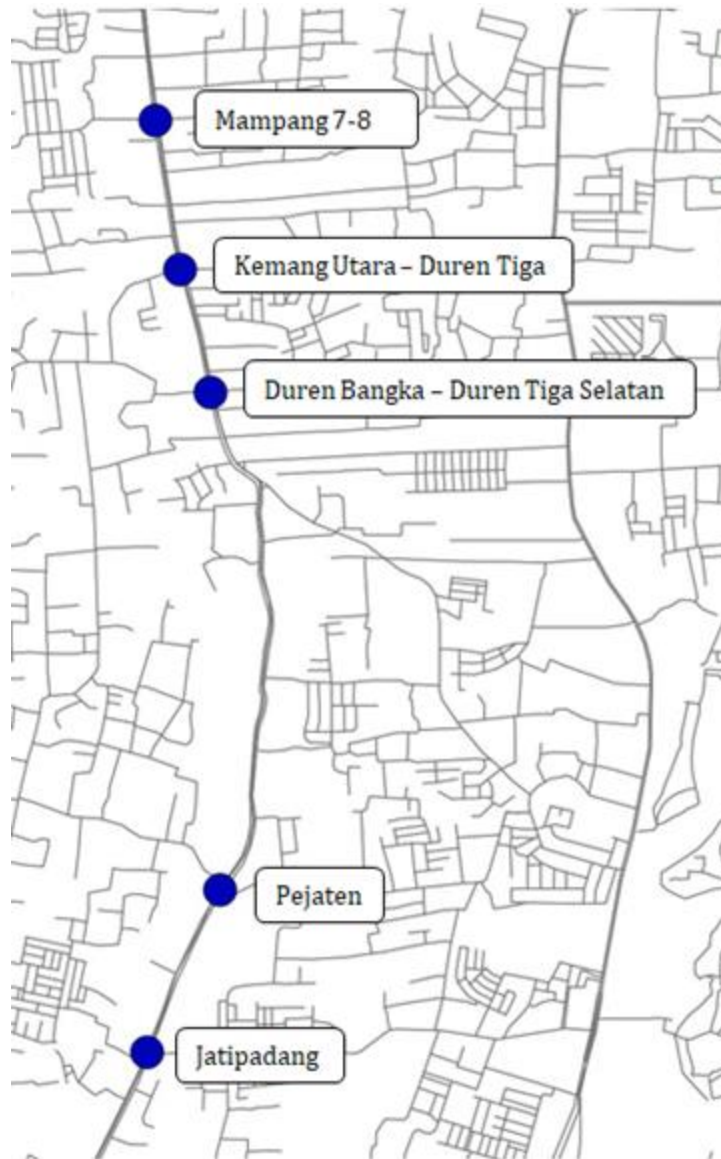 Mampang 7-8
Kemang Utara – Duren Tiga
Duren Bangka – Duren Tiga Selatan
Pejaten
Jatipadang